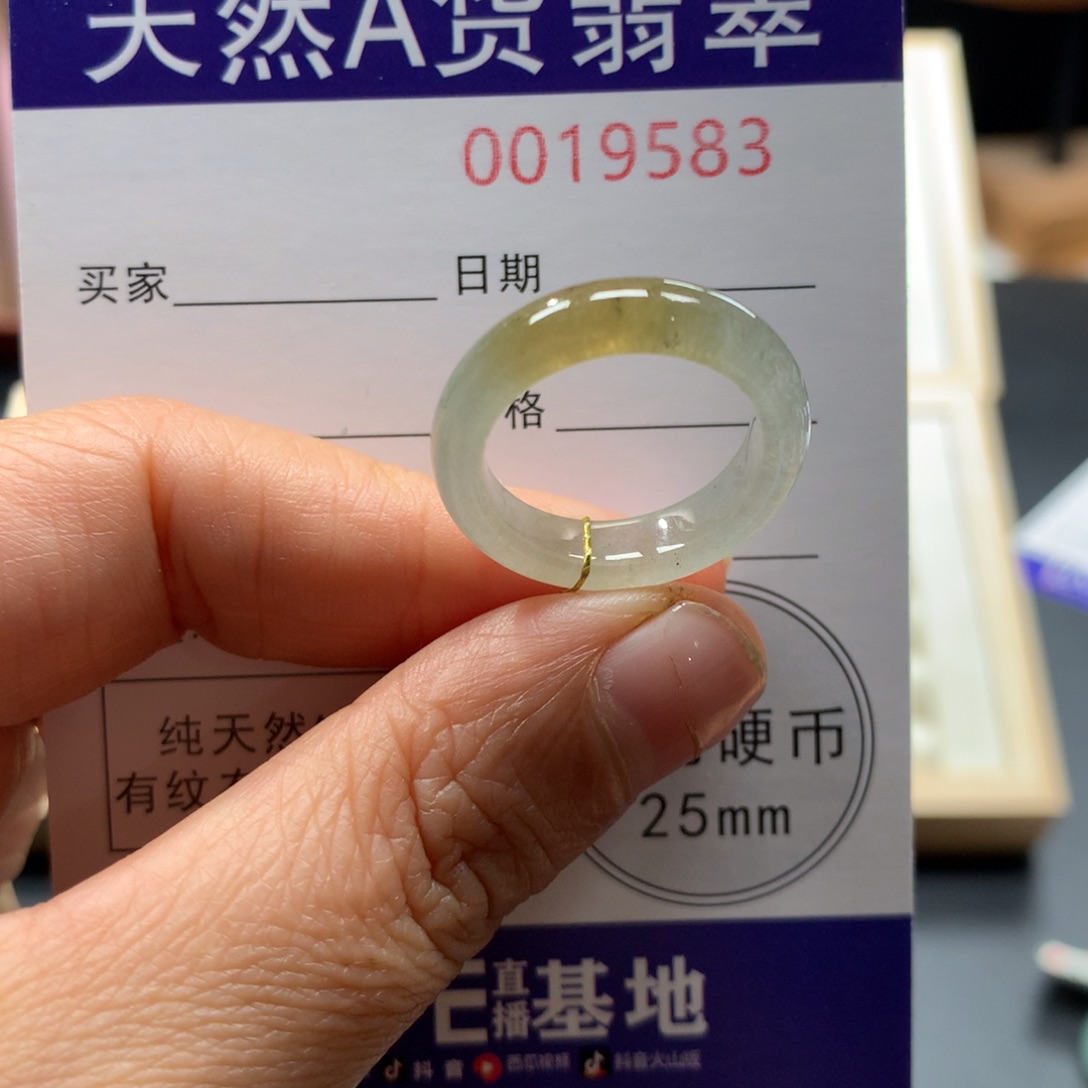 天然A货翡翠
0019583
买家 日期
格
纯天然
有纹
硬币
25mm
E直播基地
抖音 西瓜视频 抖音火山版